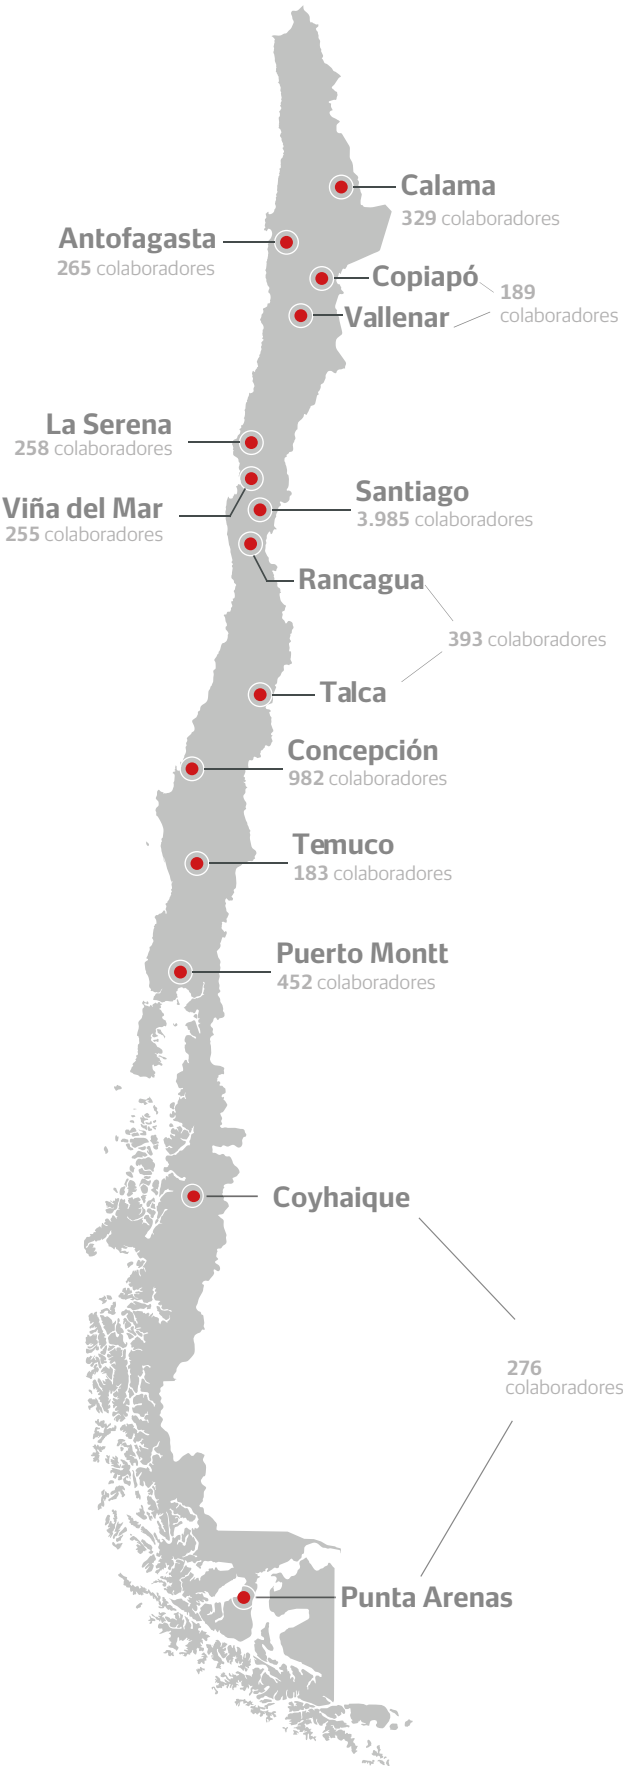 Calama
329 colaboradores
Antofagasta
265 colaboradores
Copiapó
Vallenar
189
colaboradores
La Serena
258 colaboradores
Viña del Mar
255 colaboradores
Santiago
3.985 colaboradores
Rancagua
393 colaboradores
Talca
Concepción
982 colaboradores
Temuco
183 colaboradores
Puerto Montt
452 colaboradores
Coyhaique
276
colaboradores
Punta Arenas